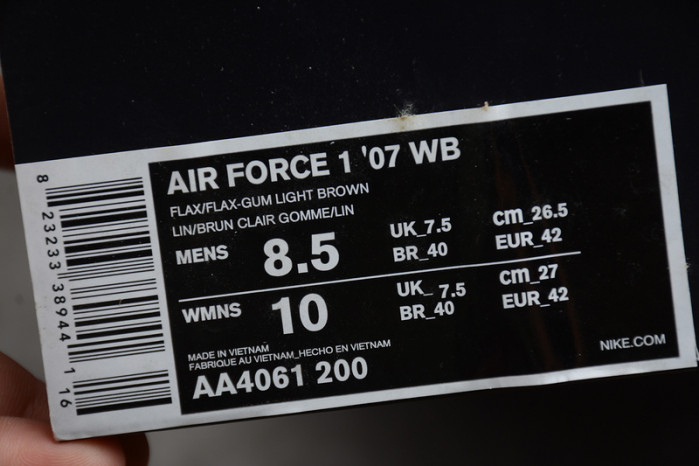 AIR FORCE 1 '07 WB
FLAX/FLAX-GUM LIGHT BROWN
LIN/BRUN CLAIR GOMME/LIN
MENS 8.5 UK_7.5 cm_26.5
BR_40 EUR_42
WMNS 10 UK_ 7.5 cm_27
BR_40 EUR_42
MADE IN VIETNAM
FABRIQUE AU VIETNAM_HECHO EN VIETNAM
AA4061 200
NIKE.COM
8 23233 38944 1 16